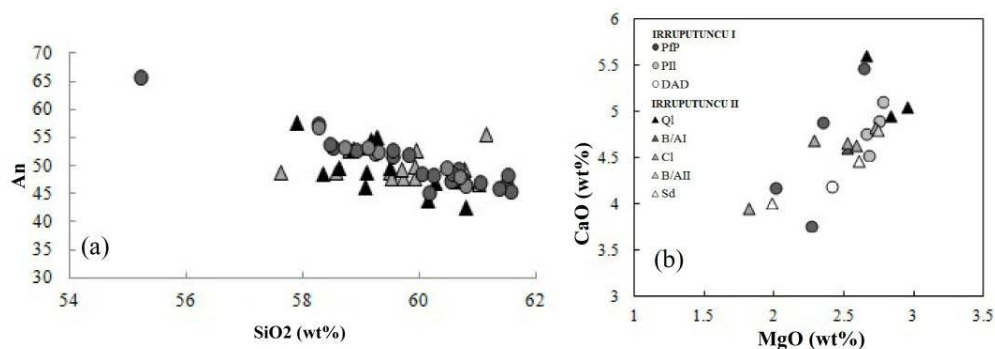 70
65
60
55
50
45
40
35
30
An
54 56 58 60 62
SiO2 (wt%)
(a)
6
5.5
5
4.5
4
3.5
3
CaO (wt%)
IRRUPUTUNCU I
PfP
Pll
DAD
IRRUPUTUNCU II
Ql
B/AI
Cl
B/AII
Sd
(b)
1 1.5 2 2.5 3 3.5
MgO (wt%)